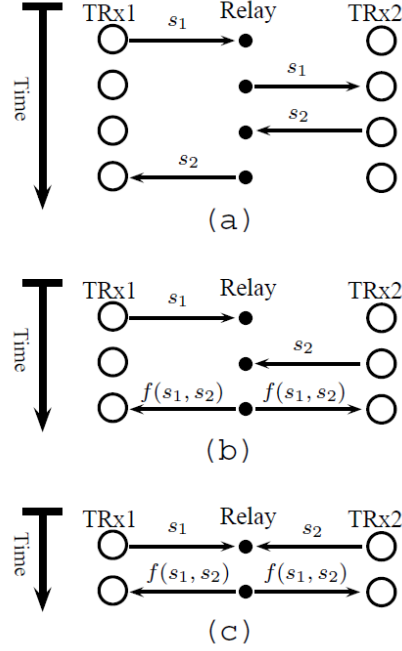 TRx1 Relay TRx2
s₁
s₁
s₂
s₂
Time
(a)
TRx1 Relay TRx2
s₁
s₂
f(s₁, s₂) f(s₁, s₂)
Time
(b)
TRx1 Relay TRx2
s₁ s₂
f(s₁, s₂) f(s₁, s₂)
Time
(c)